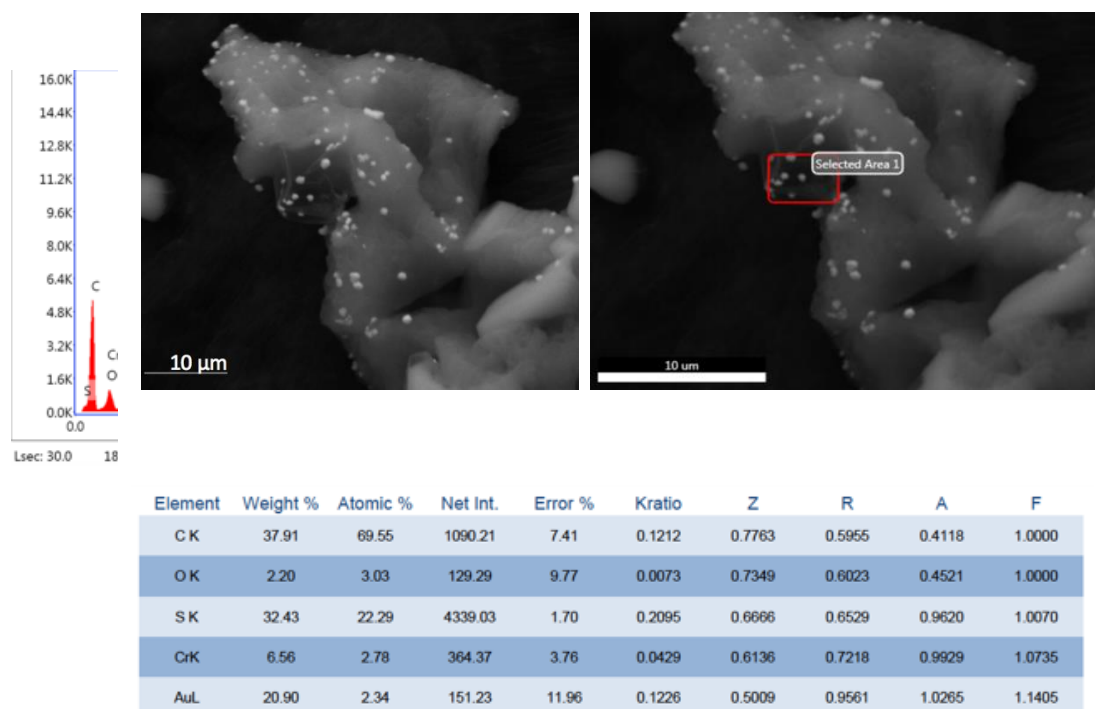 16.0K
14.4K
12.8K
11.2K
9.6K
8.0K
6.4K
4.8K
3.2K
1.6K
0.0K
C
O
S
0.0
Lsec: 30.0 18
10 µm
Selected Area 1
10 um
Element Weight % Atomic % Net Int. Error % Kratio Z R A F
C K 37.91 69.55 1090.21 7.41 0.1212 0.7763 0.5955 0.4118 1.0000
O K 2.20 3.03 129.29 9.77 0.0073 0.7349 0.6023 0.4521 1.0000
S K 32.43 22.29 4339.03 1.70 0.2095 0.6666 0.6529 0.9620 1.0070
CrK 6.56 2.78 364.37 3.76 0.0429 0.6136 0.7218 0.9929 1.0735
AuL 20.90 2.34 151.23 11.96 0.1226 0.5009 0.9561 1.0265 1.1405